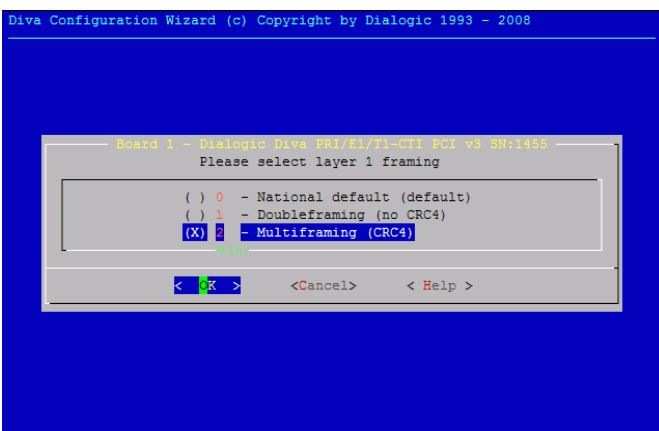 Diva Configuration Wizard (c) Copyright by Dialogic 1993 - 2008
Board 1 - Dialogic Diva PRI/E1/T1-CTI PCI v3 SN:1455
Please select layer 1 framing
( ) 0 - National default (default)
( ) 1 - Doubleframing (no CRC4)
(X) 2 - Multiframing (CRC4)
< OK > <Cancel> < Help >